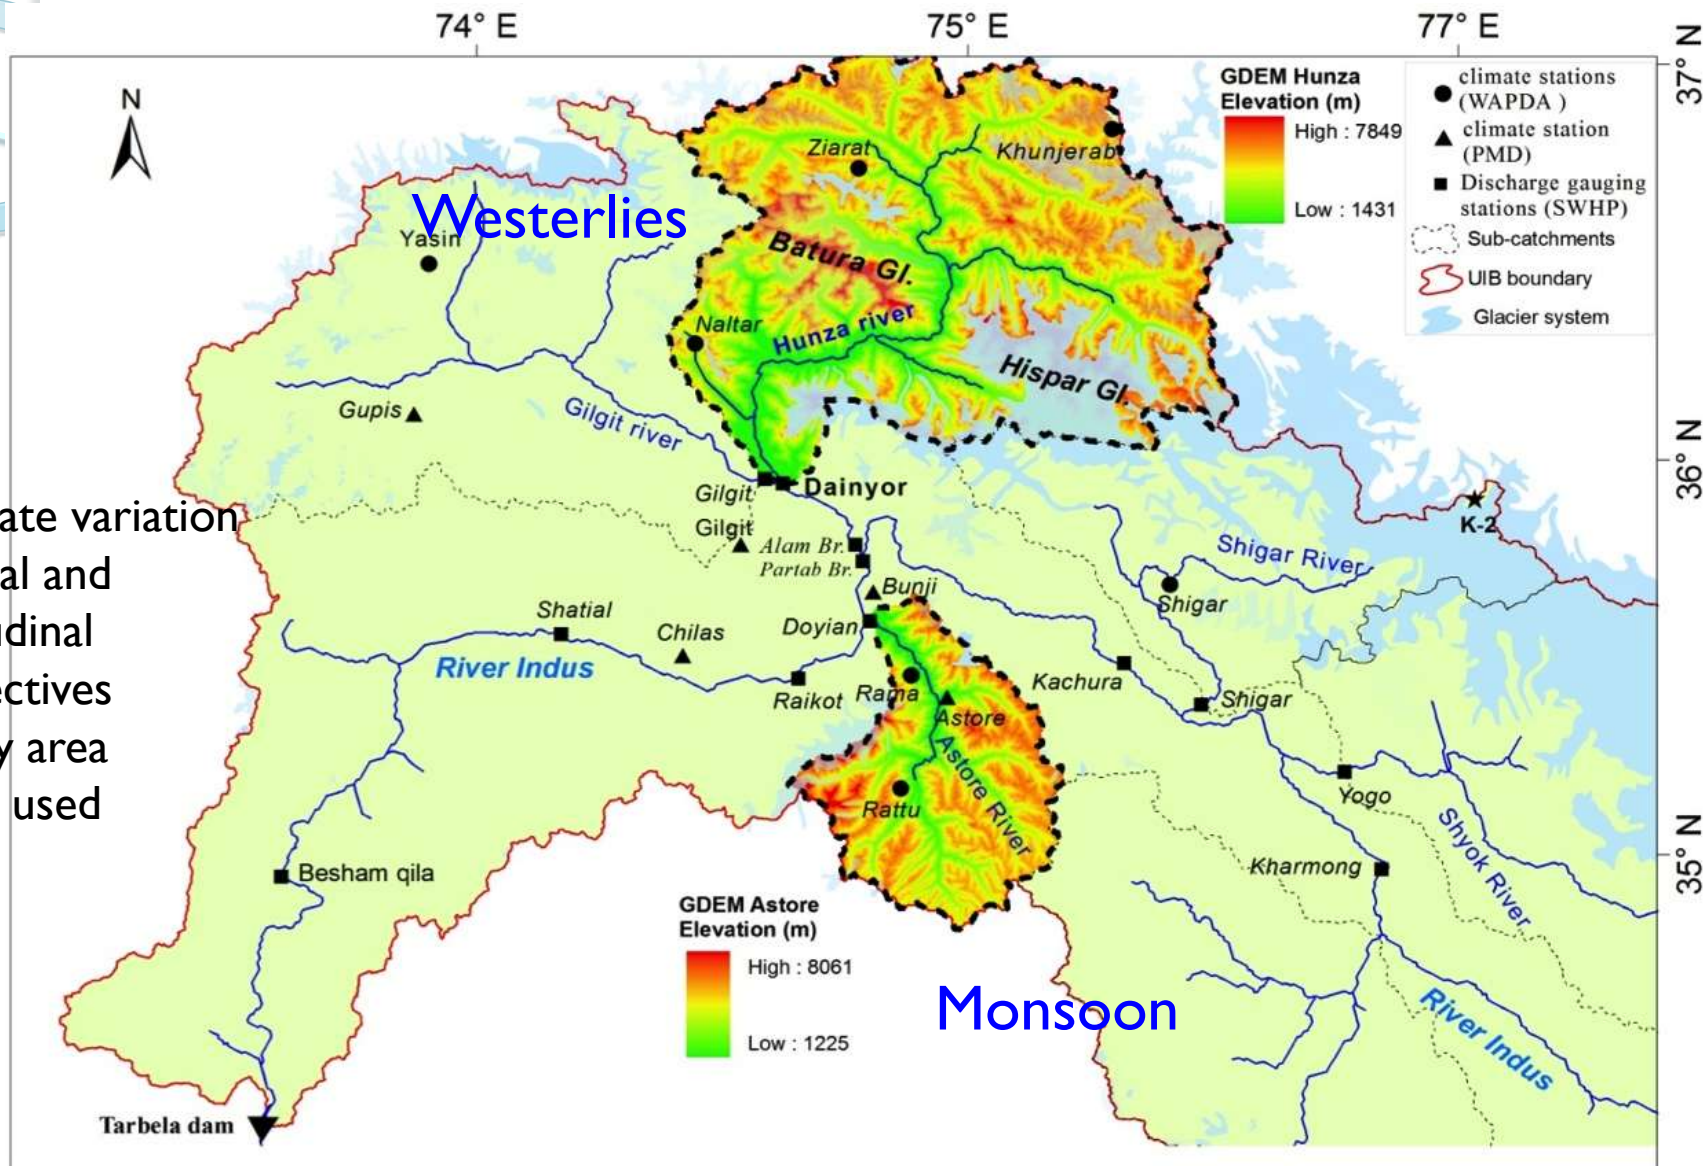 74° E
75° E
77° E
37° N
36° N
35° N
N
GDEM Hunza
Elevation (m)
High : 7849
Low : 1431
climate stations
(WAPDA )
climate station
(PMD)
Discharge gauging
stations (SWHP)
Sub-catchments
UIB boundary
Glacier system
Westerlies
Yasin
Ziarat
Khunjerab
Batura Gl.
Naltar
Hunza river
Hispar Gl.
Gupis
Gilgit river
Gilgit
Dainyor
Gilgit
Alam Br.
Partab Br.
Bunji
K-2
Shigar River
Shigar
ate variation
al and
udinal
ectives
y area
used
Shatial
Chilas
Doyian
River Indus
Raikot
Rama
Astore
Kachura
Shigar
Astore River
Rattu
Yogo
Shyok River
Besham qila
Kharmong
GDEM Astore
Elevation (m)
High : 8061
Low : 1225
Monsoon
River Indus
Tarbela dam